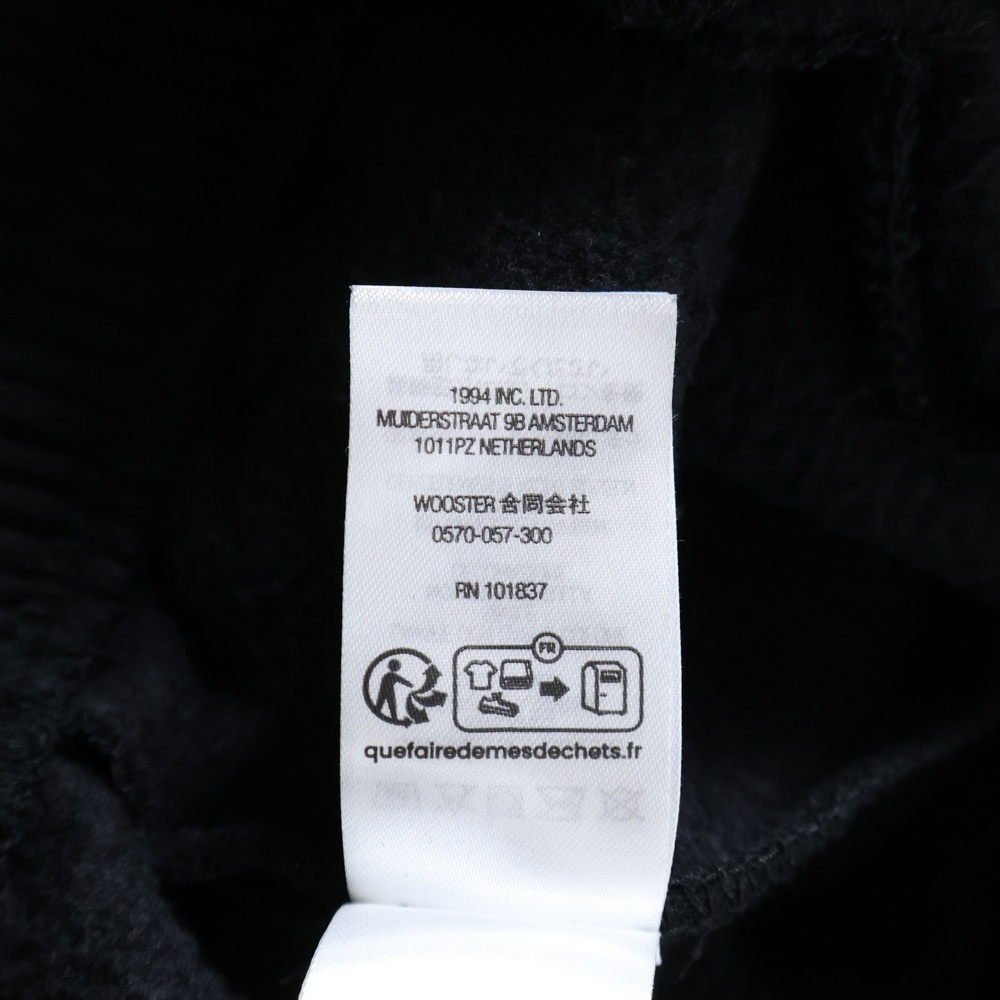 1994 INC. LTD.
MUIDERSTRAAT 9B AMSTERDAM
1011PZ NETHERLANDS
WOOSTER 合同会社
0570-057-300
RN 101837
FR
quefairedemesdechets.fr